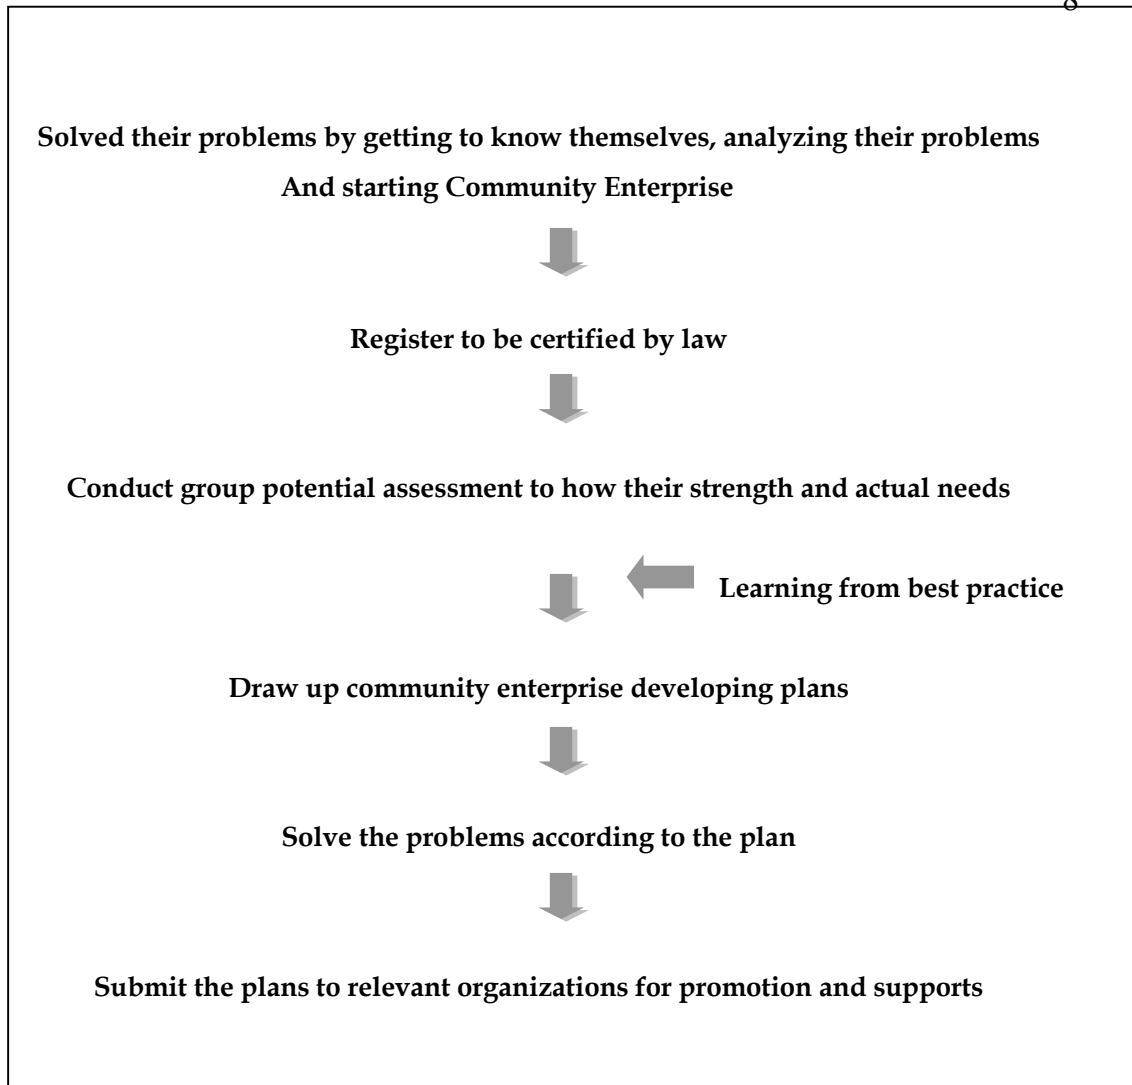 8
Solved their problems by getting to know themselves, analyzing their problems
And starting Community Enterprise
Register to be certified by law
Conduct group potential assessment to how their strength and actual needs
Learning from best practice
Draw up community enterprise developing plans
Solve the problems according to the plan
Submit the plans to relevant organizations for promotion and supports